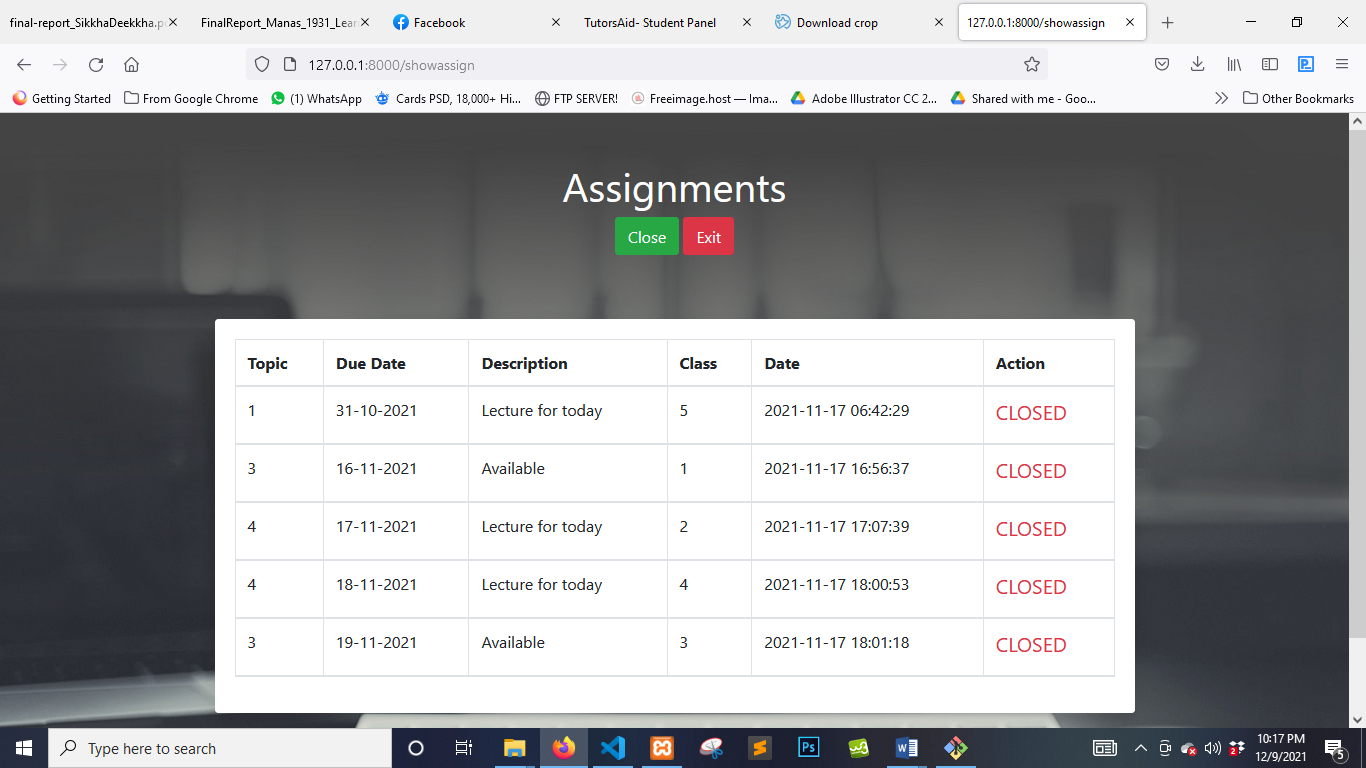 final-report_SikkhaDeekkha.p
FinalReport_Manas_1931_Lear
Facebook
TutorsAid- Student Panel
Download crop
127.0.0.1:8000/showassign
127.0.0.1:8000/showassign
Getting Started
From Google Chrome
(1) WhatsApp
Cards PSD, 18,000+ Hi...
FTP SERVER!
Freeimage.host — Ima...
Adobe Illustrator CC 2...
Shared with me - Goo...
Other Bookmarks
Assignments
Close Exit
Topic Due Date Description Class Date Action
1 31-10-2021 Lecture for today 5 2021-11-17 06:42:29 CLOSED
3 16-11-2021 Available 1 2021-11-17 16:56:37 CLOSED
4 17-11-2021 Lecture for today 2 2021-11-17 17:07:39 CLOSED
4 18-11-2021 Lecture for today 4 2021-11-17 18:00:53 CLOSED
3 19-11-2021 Available 3 2021-11-17 18:01:18 CLOSED
Type here to search
Ps
10:17 PM
12/9/2021
5